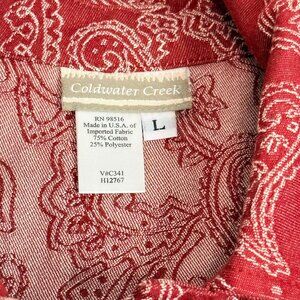 Coldwater Creek
RN 98516
Made in U.S.A. of
Imported Fabric
75% Cotton
25% Polyester
L
V#C341
H12767